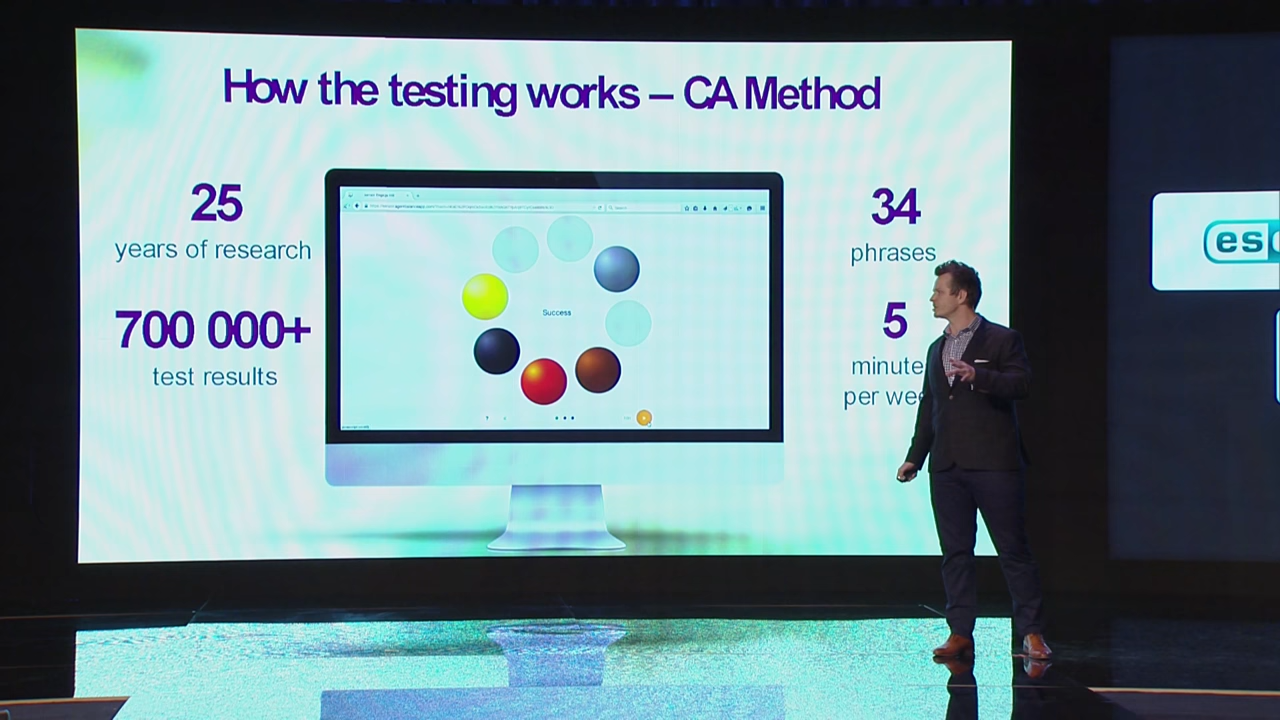 How the testing works – CA Method
25
years of research
700 000+
test results
Success
34
phrases
5
minute
per wee
es